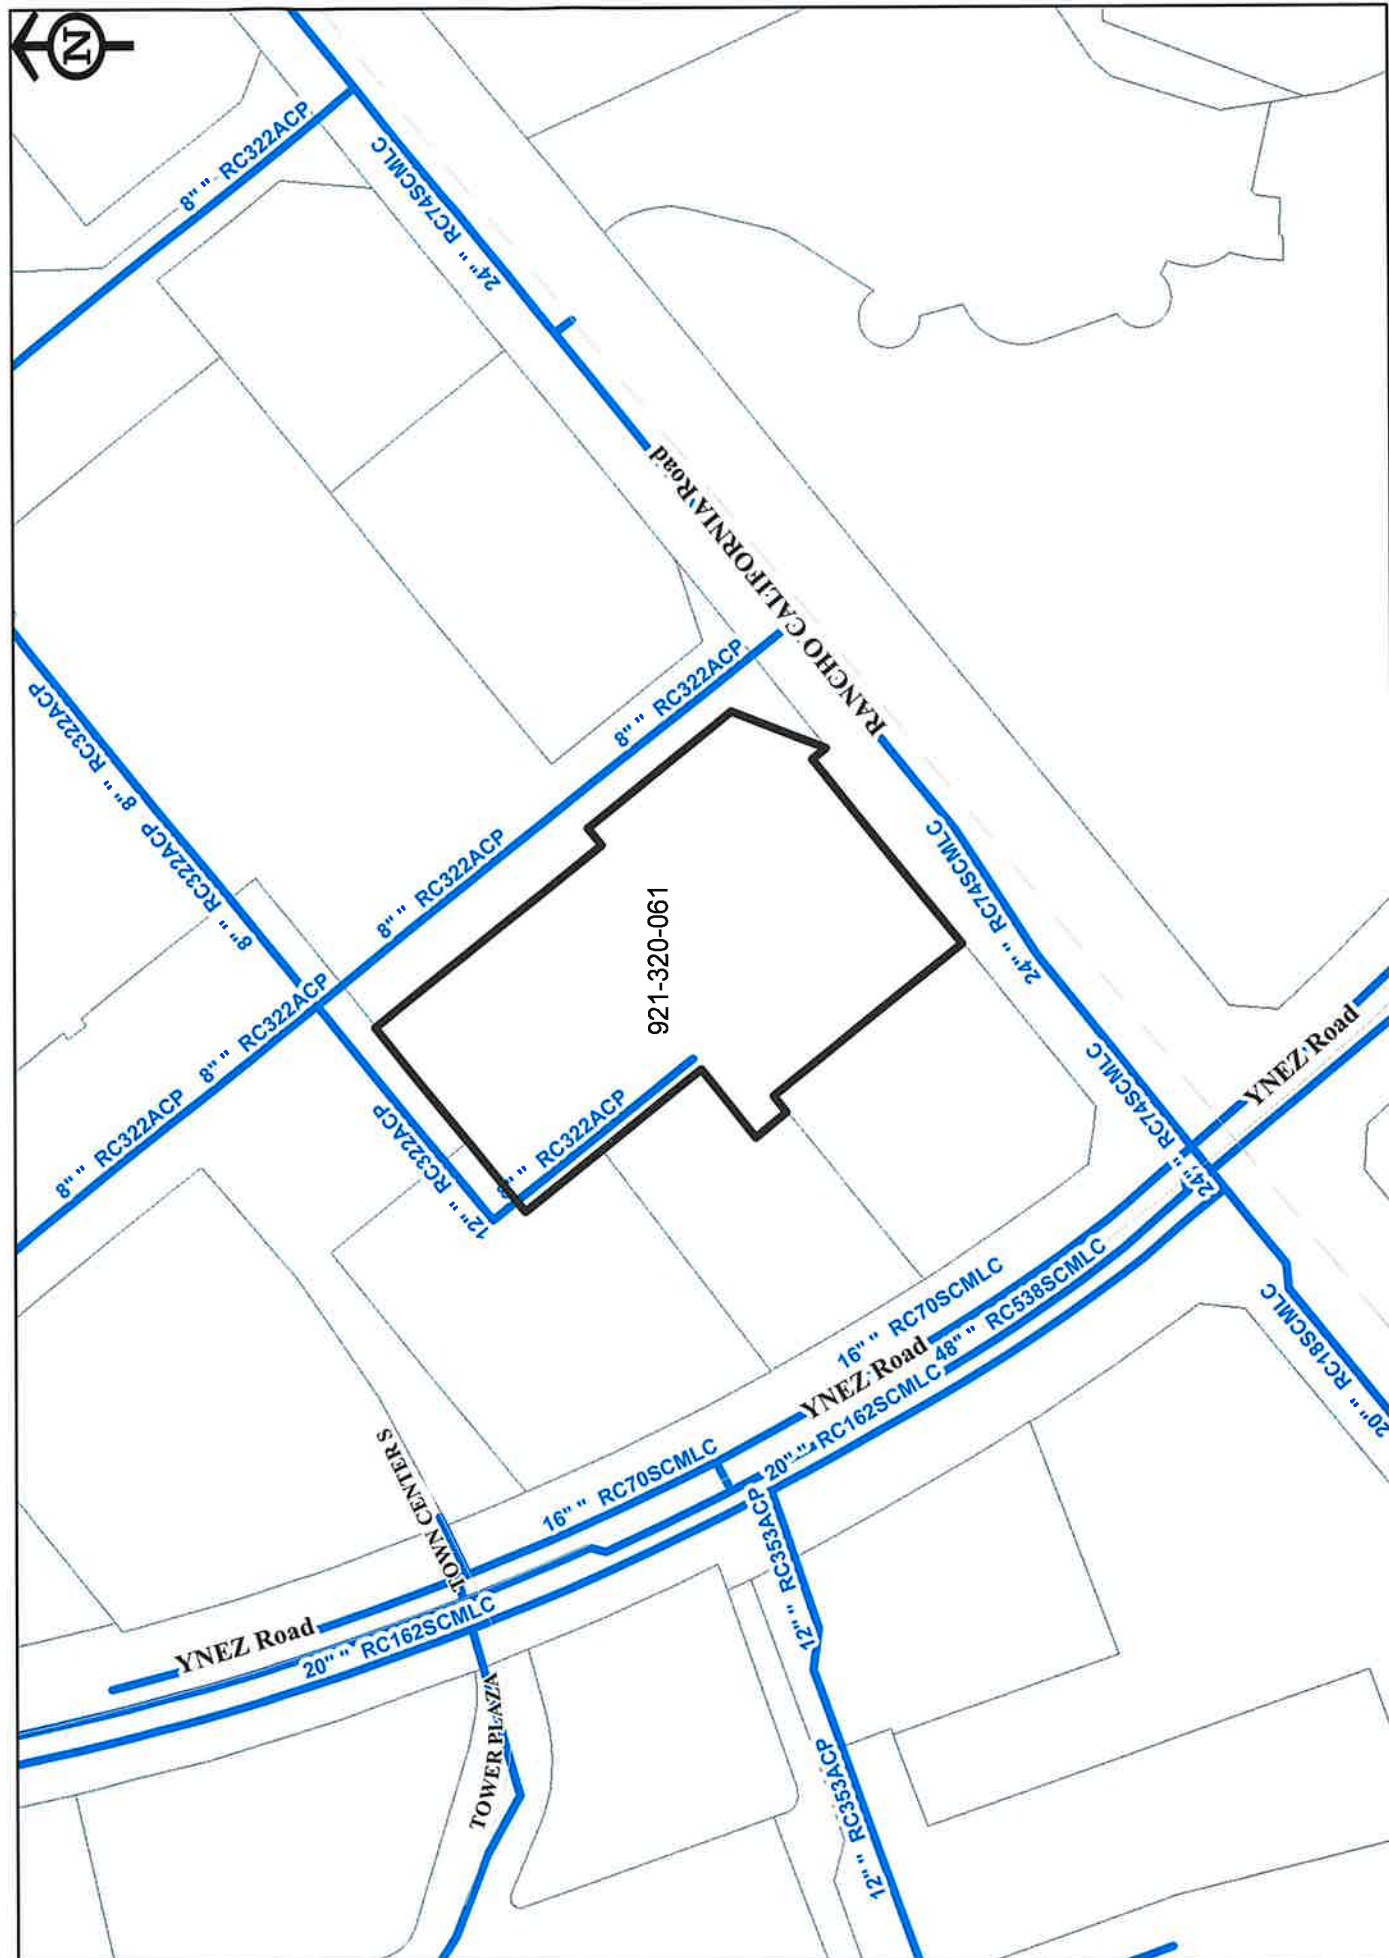 N
8" " RC322ACP
24" " RC74SCMLC
RANCHO CALIFORNIA Road
8" " RC322ACP
8" " RC322ACP
8" " RC322ACP
8" " RC322ACP
921-320-061
24" " RC74SCMLC
8" " RC322ACP
8" " RC322ACP
12" " RC322ACP
" RC322ACP
RC74SCMLC
24"
YNEZ Road
16" " RC70SCMLC
48" " RC538SCMLC
20" " RC18SCMLC
YNEZ Road
20" " RC162SCMLC
TOWN CENTER S
16" " RC70SCMLC
12" " RC353ACP
YNEZ Road
20" " RC162SCMLC
TOWER PLAZA
12" " RC353ACP